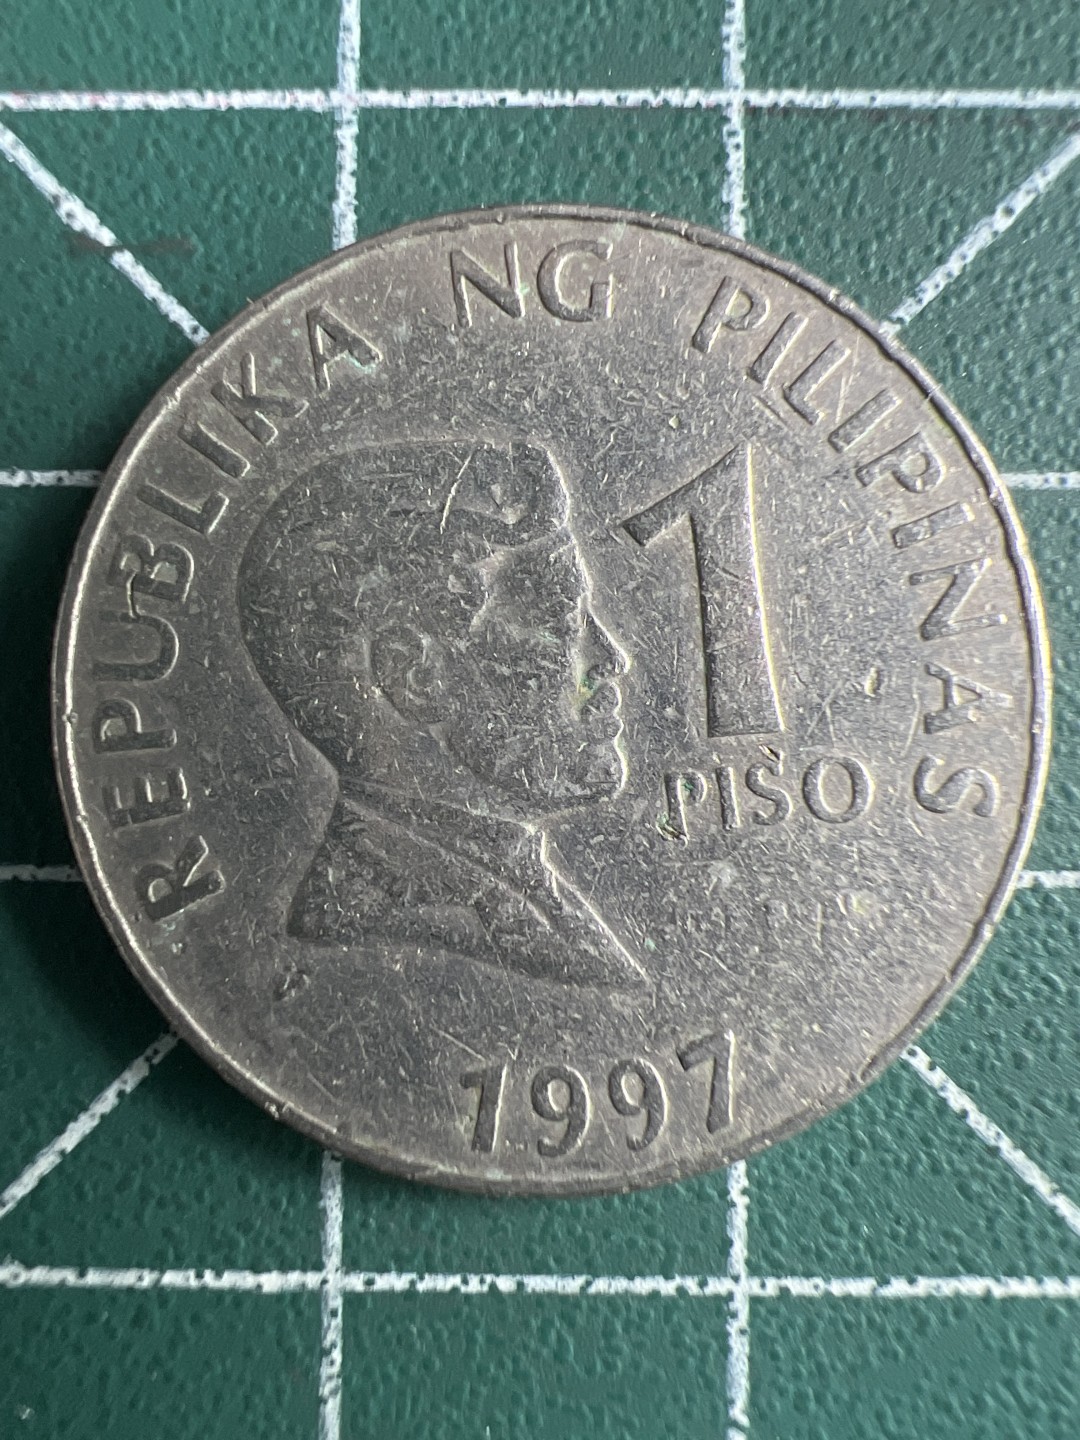 REPUBLIKA NG PILIPINAS
1
PISO
1997